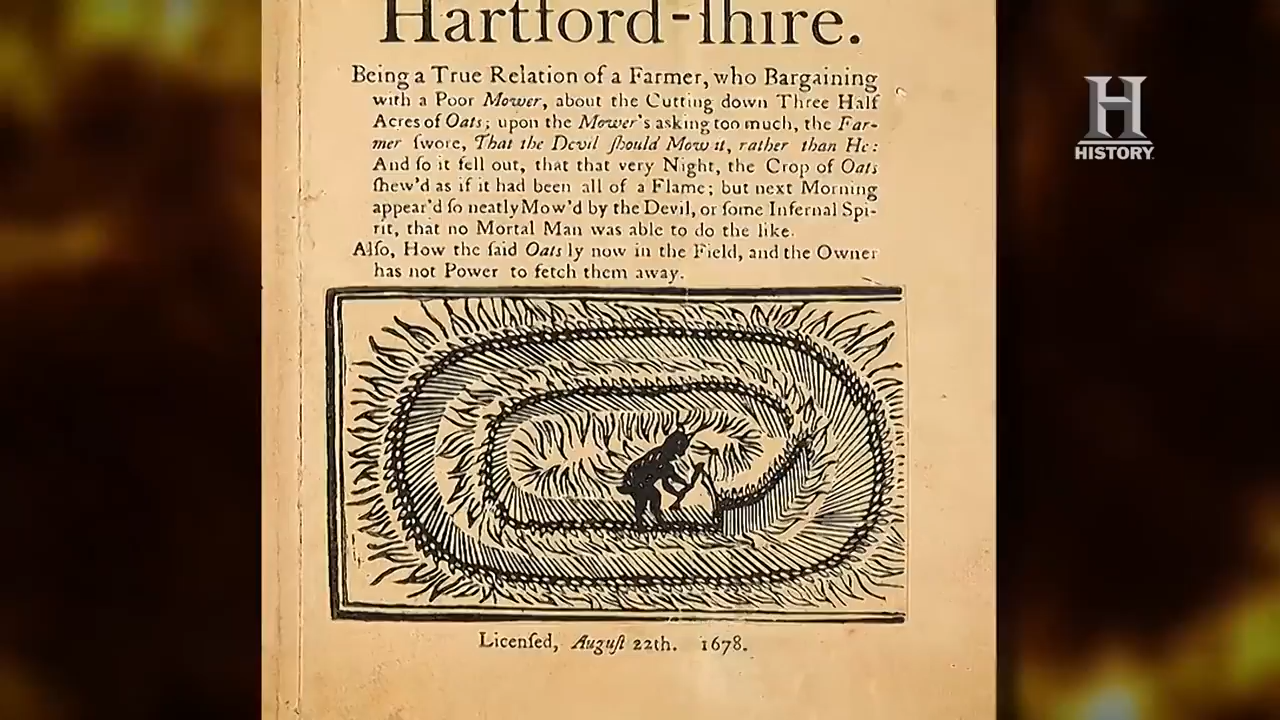 Hartford-ſhire.
Being a True Relation of a Farmer, who Bargaining
with a Poor Mower, about the Cutting down Three Half
Acres of Oats; upon the Mower's asking too much, the Far-
mer ſwore, That the Devil ſhould Mow it, rather than He:
And ſo it fell out, that that very Night, the Crop of Oats
ſhew'd as if it had been all of a Flame; but next Morning
appear'd ſo neatly Mow'd by the Devil, or ſome Infernal Spi-
rit, that no Mortal Man was able to do the like.
Alſo, How the ſaid Oats ly now in the Field, and the Owner
has not Power to fetch them away.
Licenſed, Auguſt 22th. 1678.
H
HISTORY